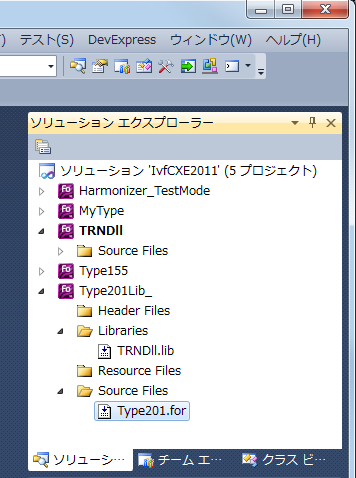 テスト(S) DevExpress ウィンドウ(W) ヘルプ(H)
ソリューション エクスプローラー
ソリューション 'IvfCXE2011' (5 プロジェクト)
Harmonizer_TestMode
MyType
TRNDll
Source Files
Type155
Type201Lib_
Header Files
Libraries
TRNDll.lib
Resource Files
Source Files
Type201.for
ソリューシ… チーム エ… クラス ビ…